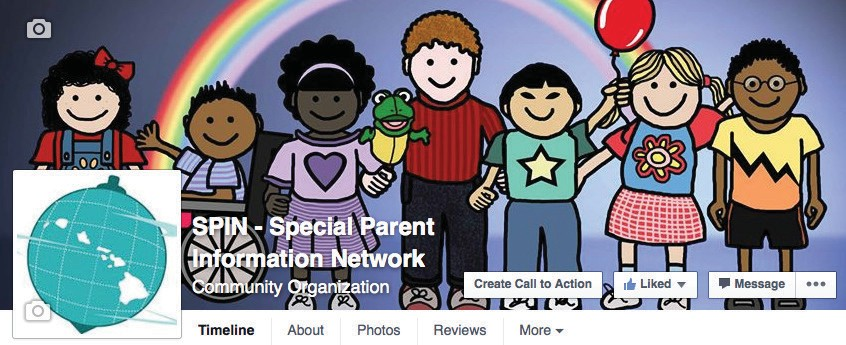 SPIN - Special Parent
Information Network
Community Organization
Create Call to Action
Liked
Message
Timeline
About
Photos
Reviews
More